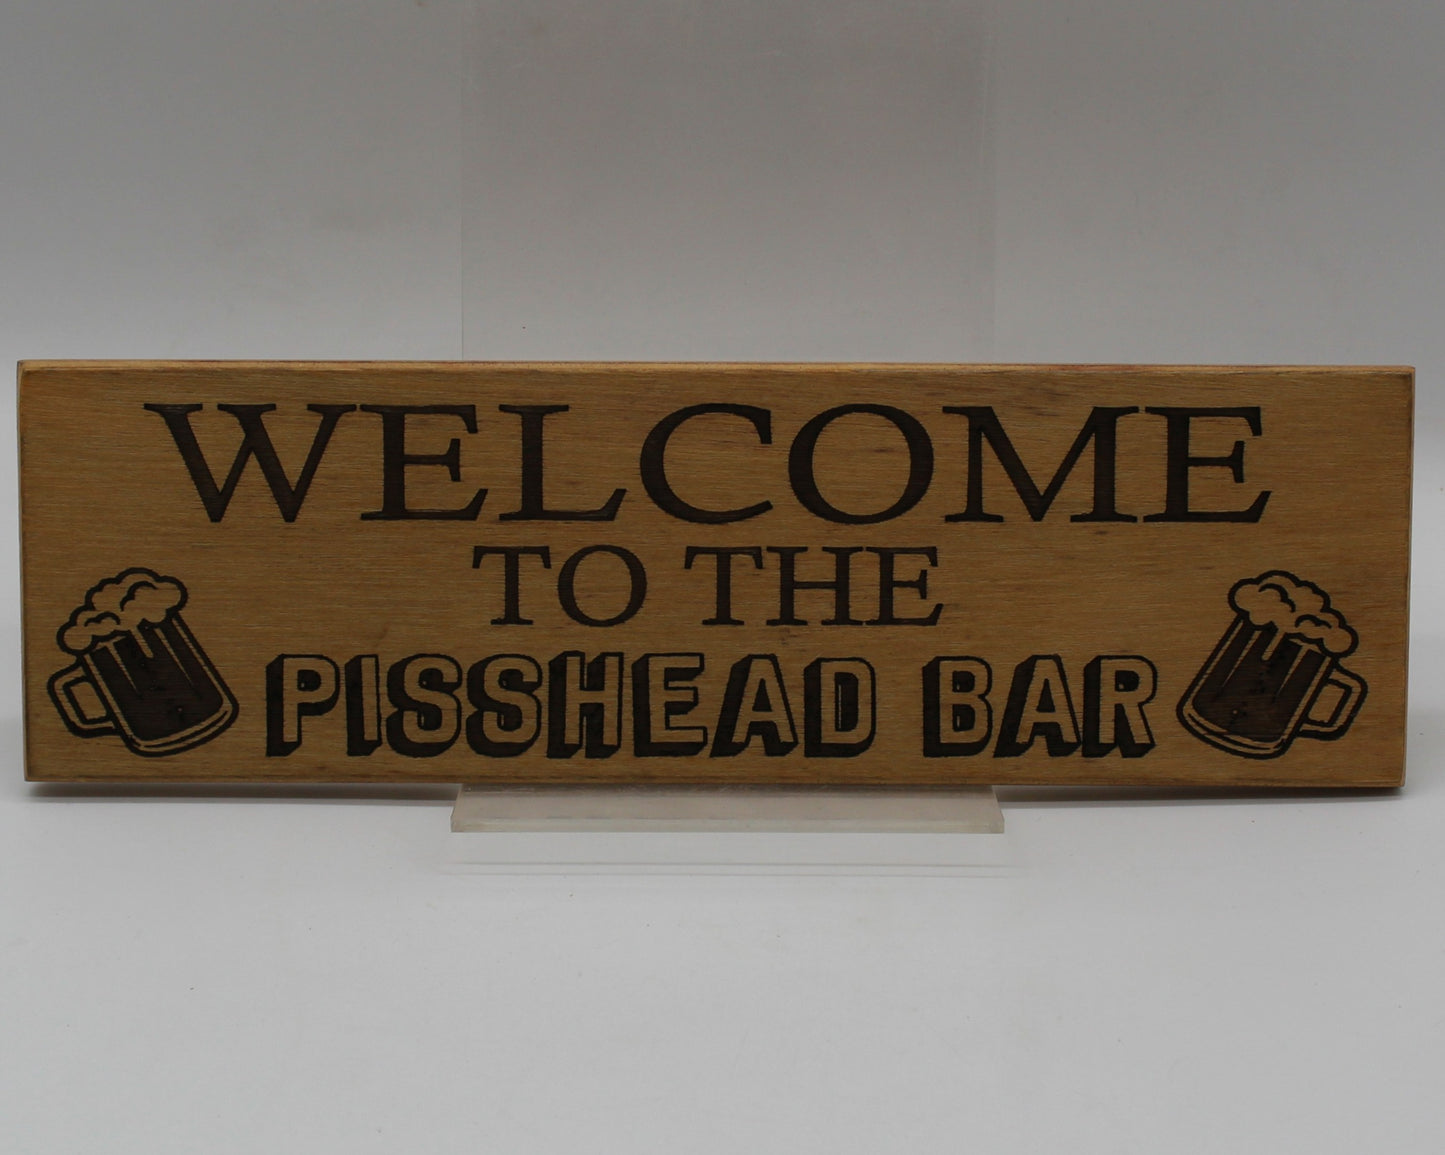 WELCOME
TO THE
PISSHEAD BAR